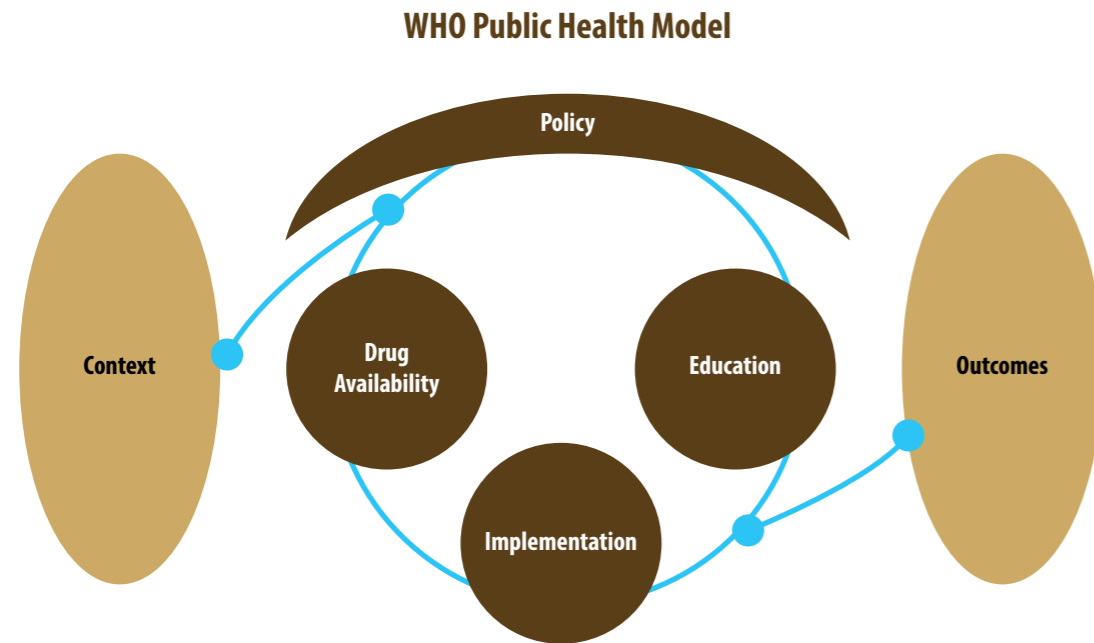 WHO Public Health Model
Policy
Context
Drug
Availability
Education
Outcomes
Implementation